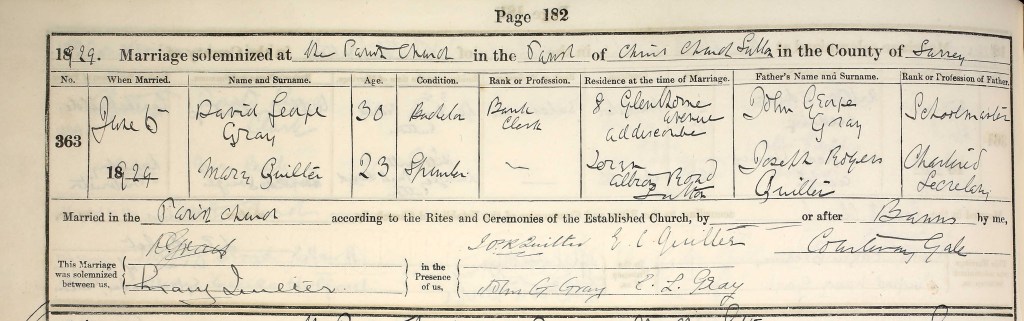 Page 182
1929. Marriage solemnized at the Parish Church in the Parish of Christ Church Sutton in the County of Surrey
No. When Married. Name and Surname. Age. Condition. Rank or Profession. Residence at the time of Marriage. Father's Name and Surname. Rank or Profession of Father.
363
June 5 David George Gray 30 Bachelor Bank Clerk 8. Glenthorne avenue addiscombe John George Gray Schoolmaster
1929 Mary Quilter 23 Spinster — Albion Road Sutton Joseph Rogers Quilter Chartered Secretary
Married in the Parish Church according to the Rites and Ceremonies of the Established Church, by or after Banns by me,
This Marriage was solemnized between us,
Mary Quilter
in the Presence of us,
Quilter E. C. Quilter
John G. Gray E. L. Gray
Courtenay Gale